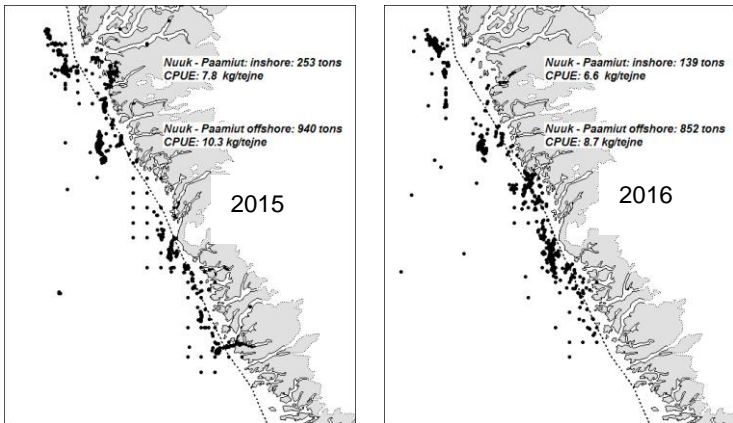 Nuuk - Paamiut: inshore: 253 tons
CPUE: 7.8 kg/tejne
Nuuk - Paamiut offshore: 940 tons
CPUE: 10.3 kg/tejne
2015
Nuuk - Paamiut: inshore: 139 tons
CPUE: 6.6 kg/tejne
Nuuk - Paamiut offshore: 852 tons
CPUE: 8.7 kg/tejne
2016